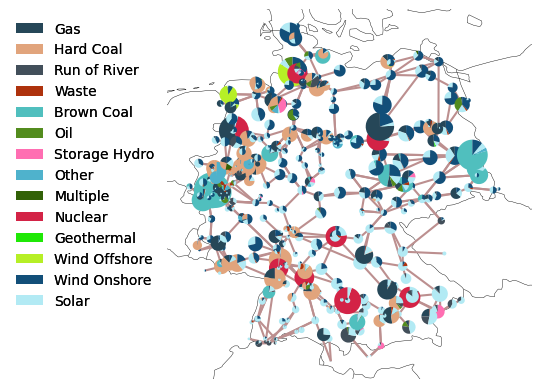 Gas
Hard Coal
Run of River
Waste
Brown Coal
Oil
Storage Hydro
Other
Multiple
Nuclear
Geothermal
Wind Offshore
Wind Onshore
Solar